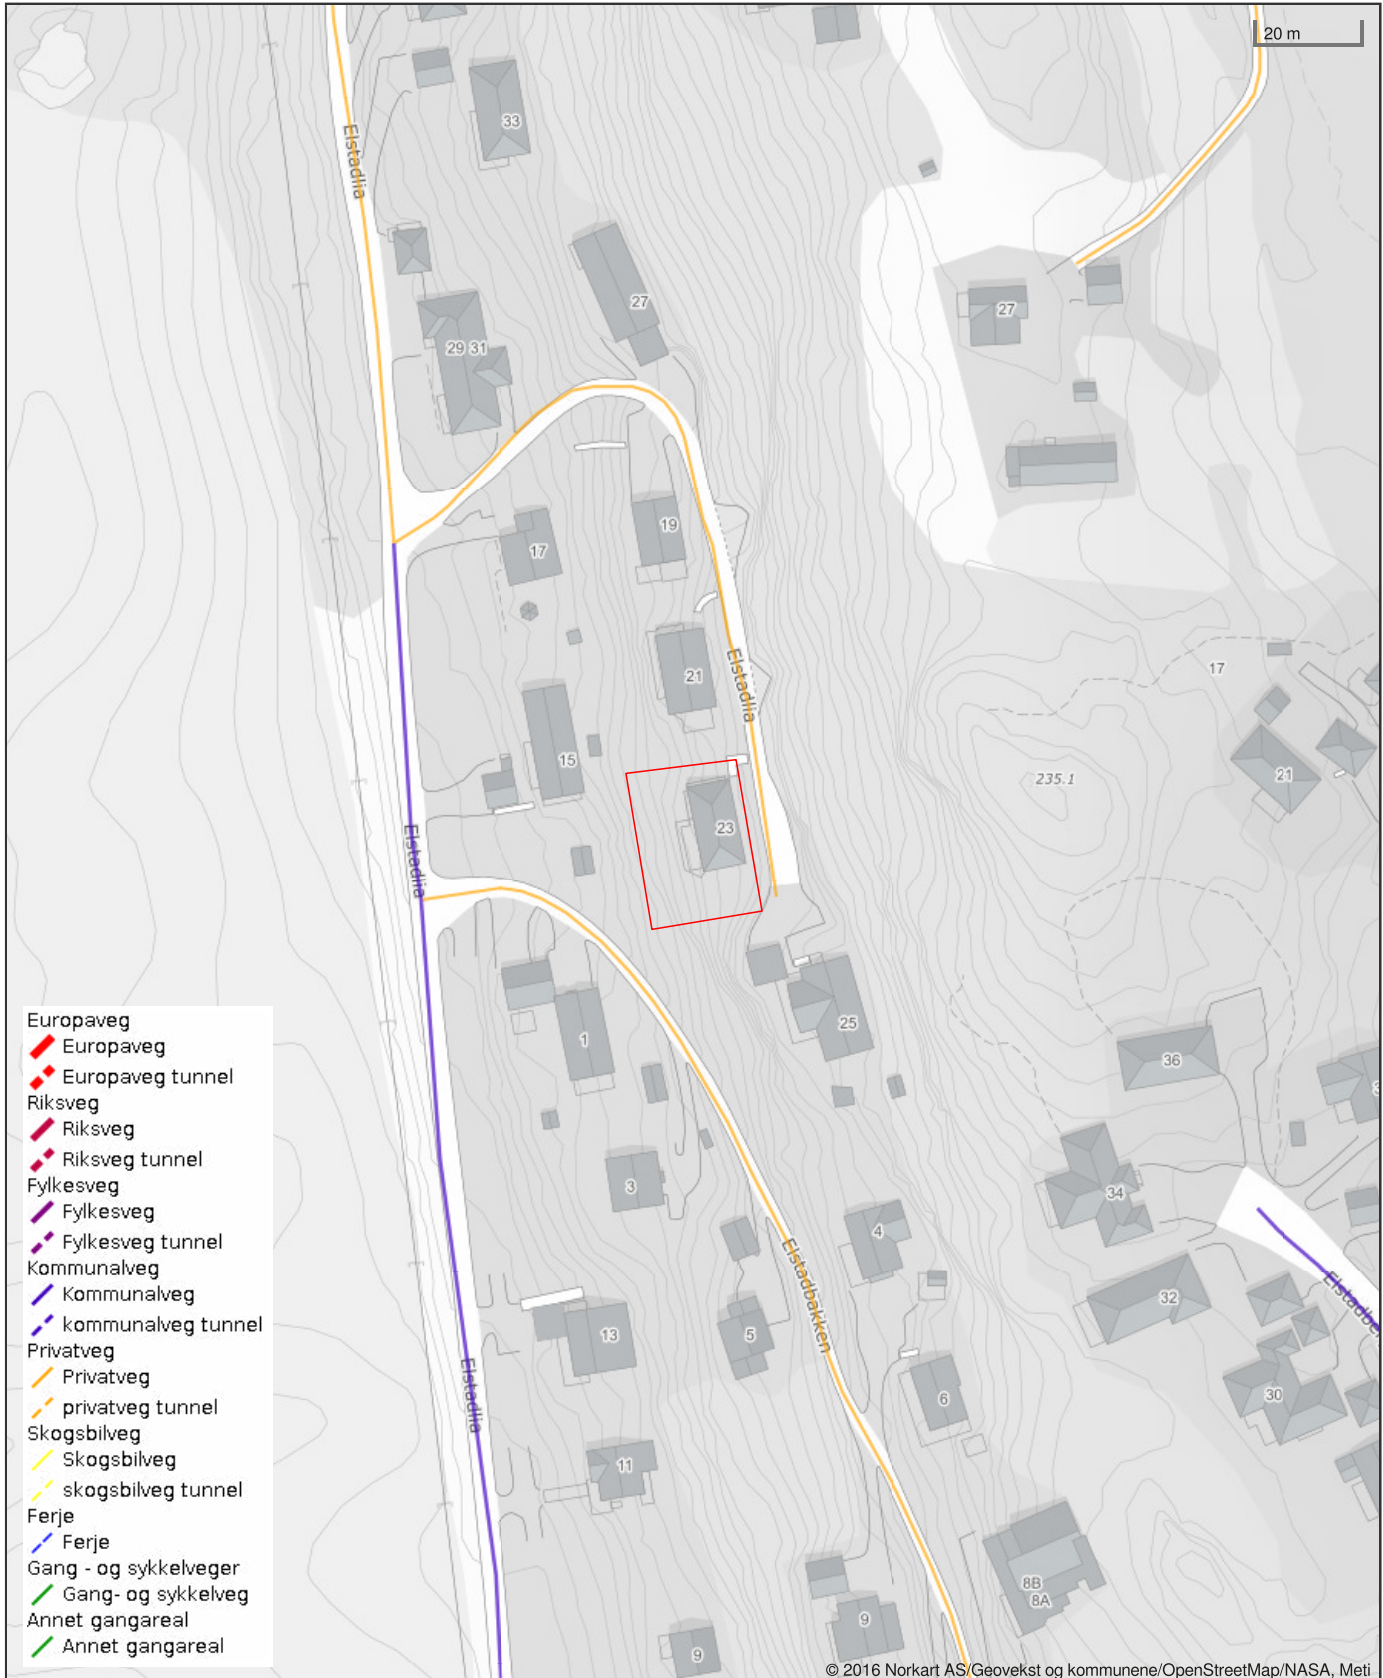 20 m
33
Elstadlia
27
27
29 31
19
17
17
21
Elstadlia
15
235.1
21
23
Elstadlia
25
1
36
3
34
4
Elstadbakken
32
Elstadbe
13
5
6
30
Elstadlia
11
8B
8A
9
9
Europaveg
Europaveg
Europaveg tunnel
Riksveg
Riksveg
Riksveg tunnel
Fylkesveg
Fylkesveg
Fylkesveg tunnel
Kommunalveg
Kommunalveg
kommunalveg tunnel
Privatveg
Privatveg
privatveg tunnel
Skogsbilveg
Skogsbilveg
skogsbilveg tunnel
Ferje
Ferje
Gang - og sykkelveger
Gang- og sykkelveg
Annet gangareal
Annet gangareal
© 2016 Norkart AS/Geovekst og kommunene/OpenStreetMap/NASA, Meti